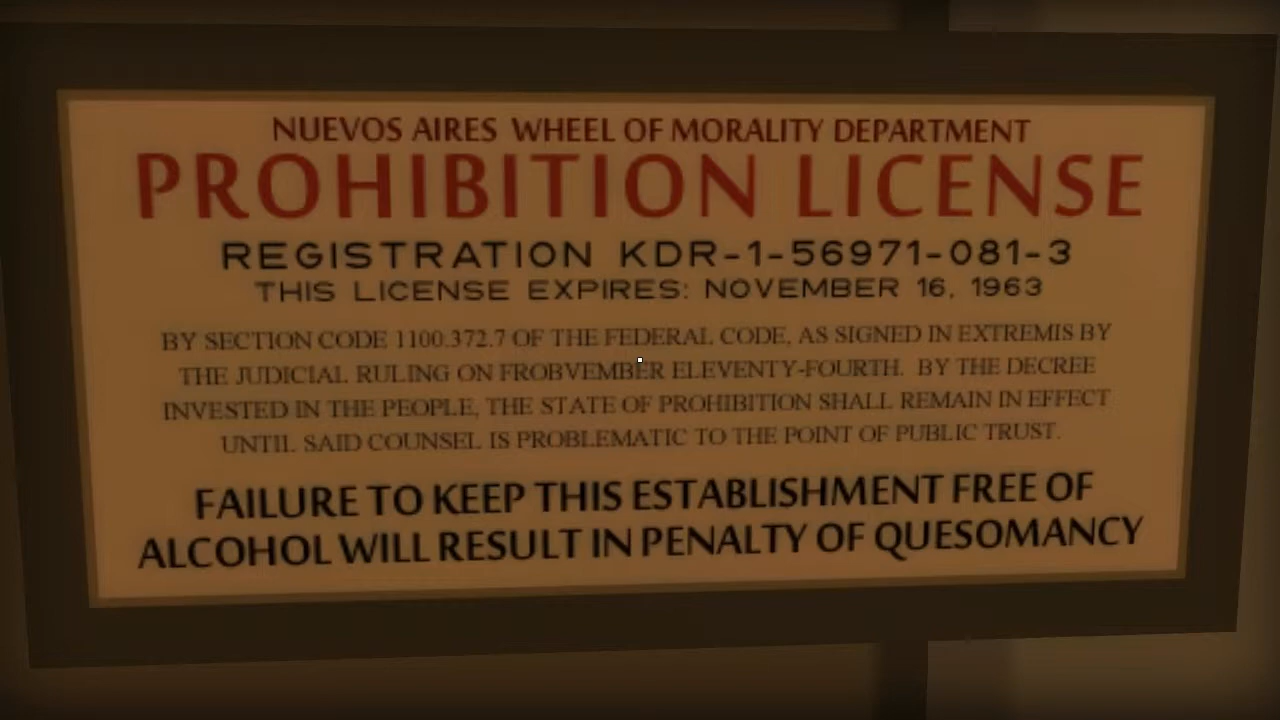 NUEVOS AIRES WHEEL OF MORALITY DEPARTMENT
PROHIBITION LICENSE
REGISTRATION KDR-1-56971-081-3
THIS LICENSE EXPIRES: NOVEMBER 16, 1963
BY SECTION CODE 1100.372.7 OF THE FEDERAL CODE, AS SIGNED IN EXTREMIS BY
THE JUDICIAL RULING ON FROBVEMBER ELEVENTY-FOURTH. BY THE DECREE
INVESTED IN THE PEOPLE, THE STATE OF PROHIBITION SHALL REMAIN IN EFFECT
UNTIL SAID COUNSEL IS PROBLEMATIC TO THE POINT OF PUBLIC TRUST.
FAILURE TO KEEP THIS ESTABLISHMENT FREE OF
ALCOHOL WILL RESULT IN PENALTY OF QUESOMANCY